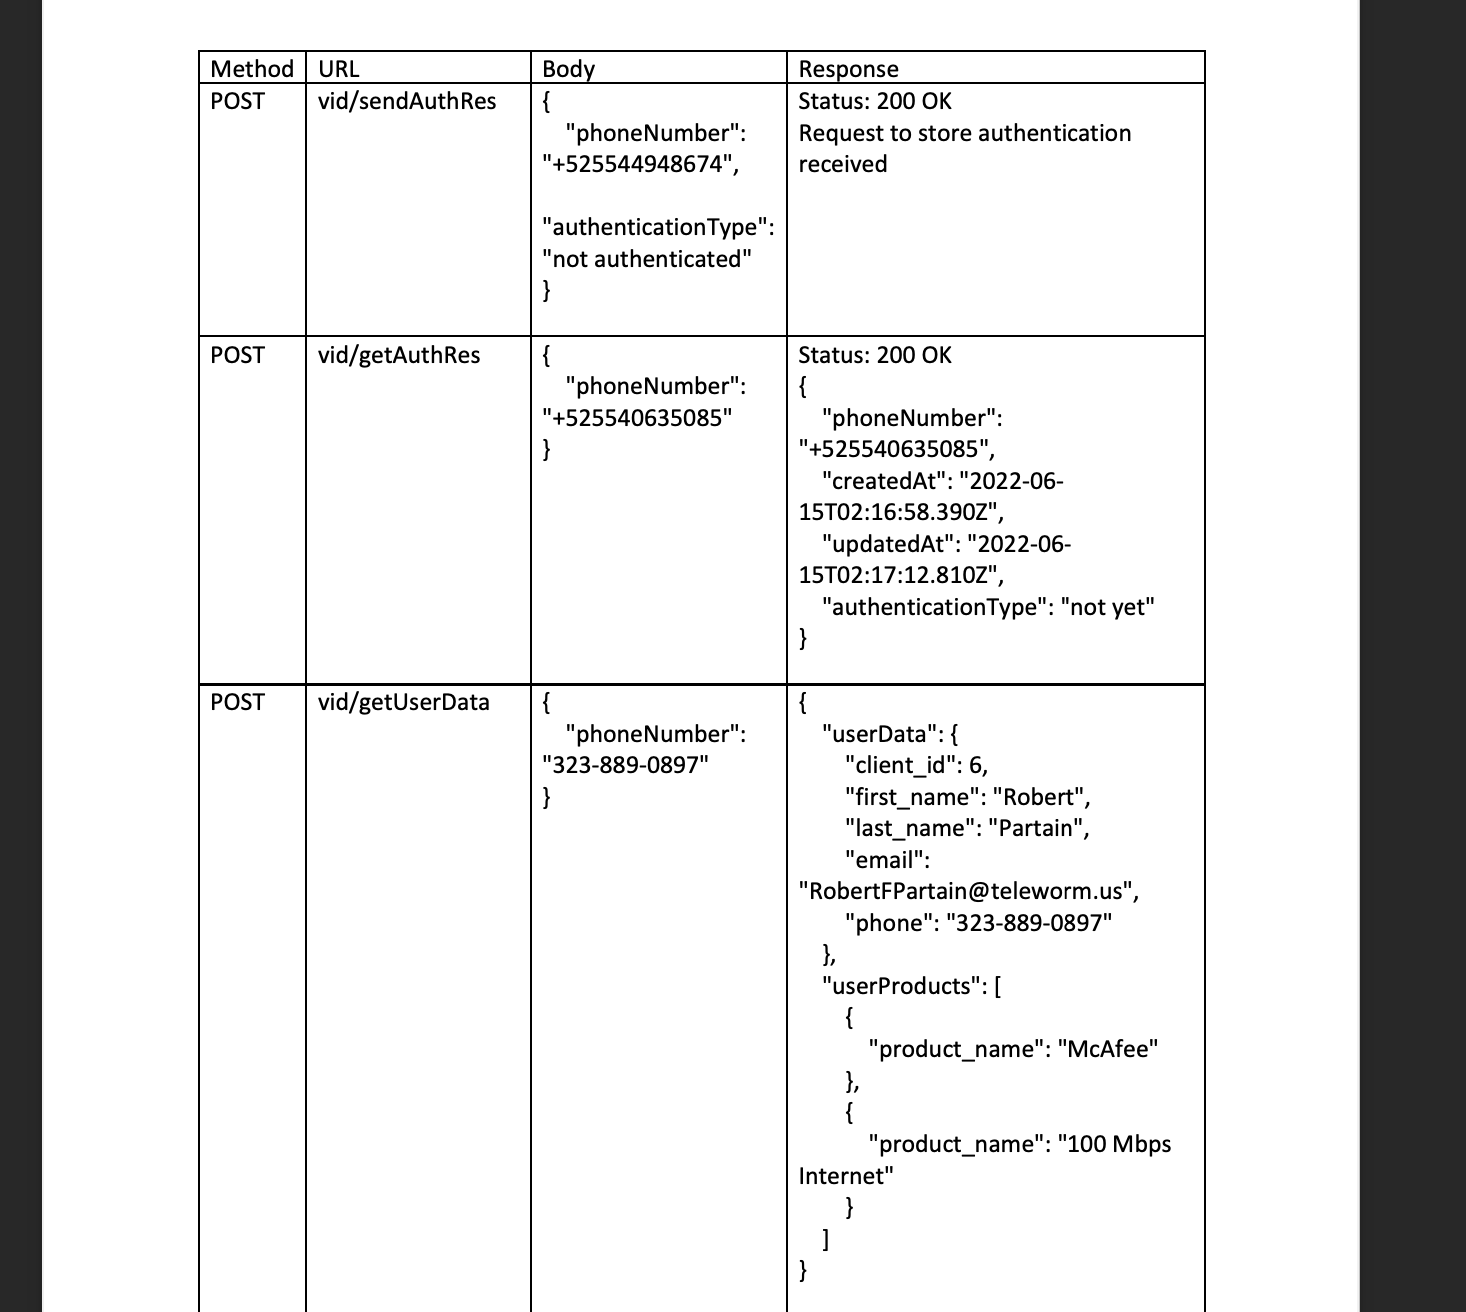 Method URL Body Response
POST vid/sendAuthRes { Status: 200 OK
"phoneNumber": Request to store authentication
"+525544948674", received
"authenticationType":
"not authenticated"
}
POST vid/getAuthRes { Status: 200 OK
"phoneNumber": {
"+525540635085" "phoneNumber":
} "+525540635085",
"createdAt": "2022-06-
15T02:16:58.390Z",
"updatedAt": "2022-06-
15T02:17:12.810Z",
"authenticationType": "not yet"
}
POST vid/getUserData { {
"phoneNumber": "userData": {
"323-889-0897" "client_id": 6,
} "first_name": "Robert",
"last_name": "Partain",
"email":
"RobertFPartain@teleworm.us",
"phone": "323-889-0897"
},
"userProducts": [
{
"product_name": "McAfee"
},
{
"product_name": "100 Mbps
Internet"
}
]
}